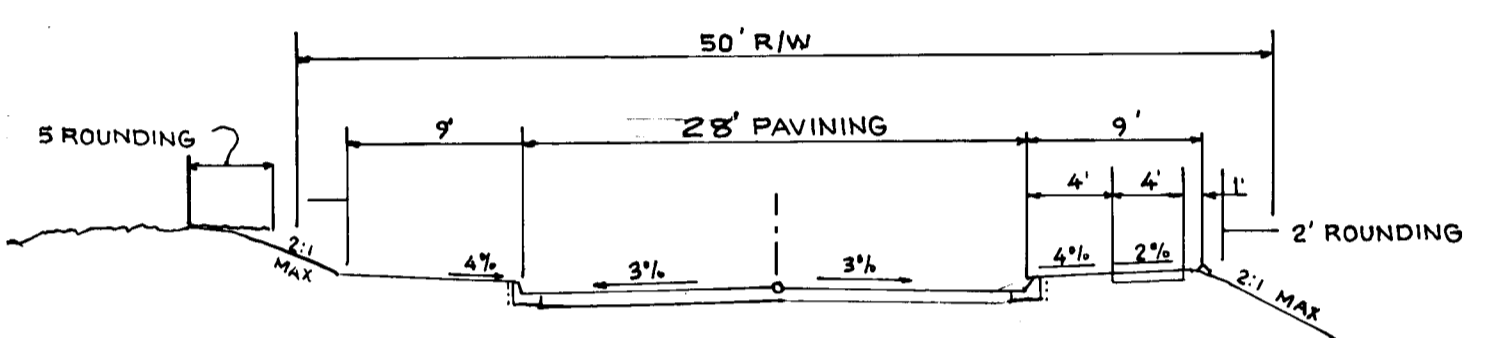 50' R/W
5 ROUNDING
9'
28' PAVINING
9'
4'
4'
1'
2' ROUNDING
2:1
MAX
4%
3%
3%
4%
2%
2:1 MAX